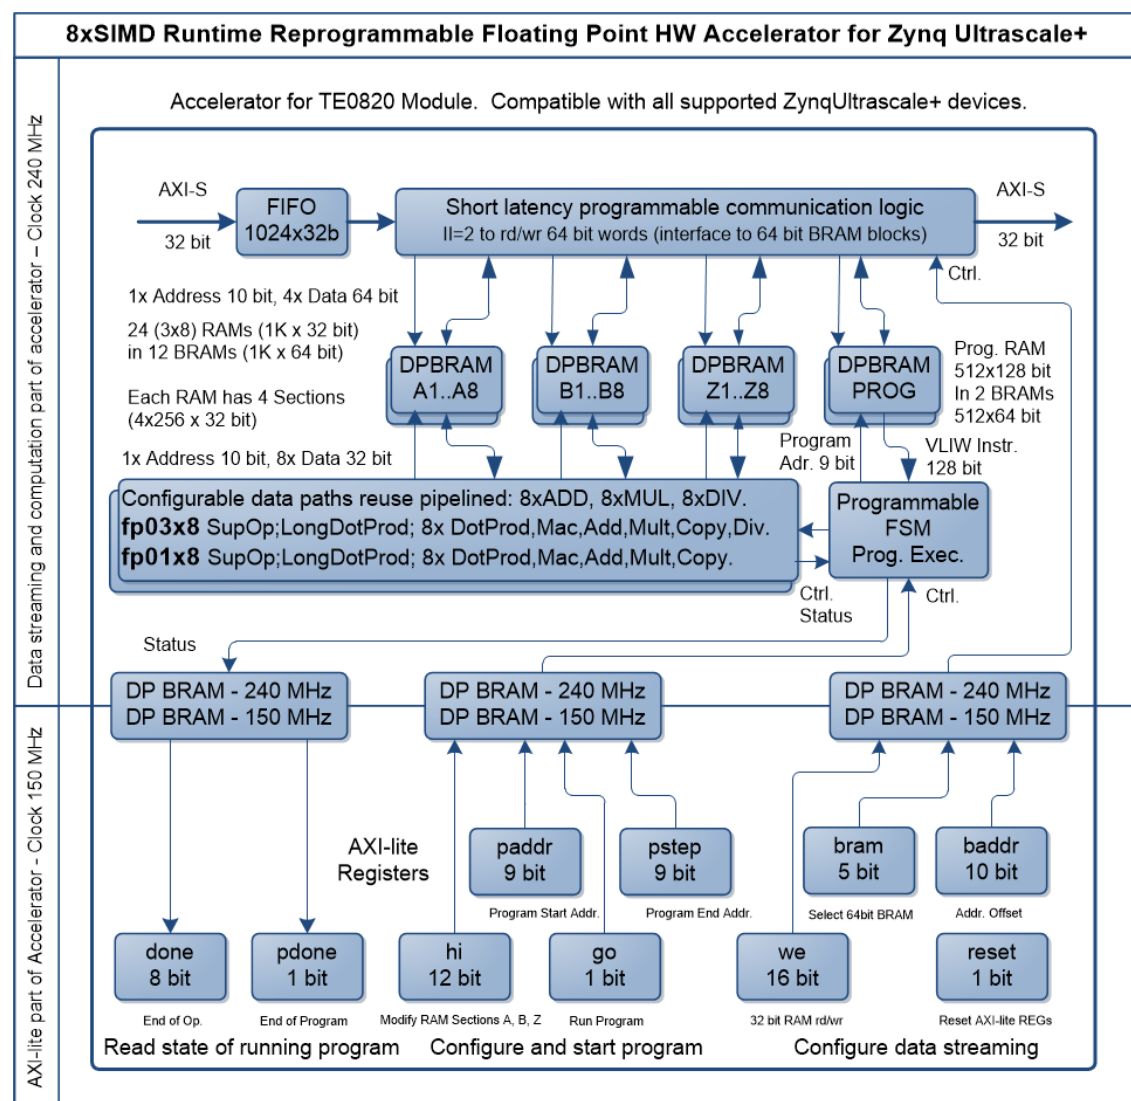 8xSIMD Runtime Reprogrammable Floating Point HW Accelerator for Zynq Ultrascale+
Data streaming and computation part of accelerator – Clock 240 MHz
Accelerator for TE0820 Module. Compatible with all supported ZynqUltrascale+ devices.
AXI-S
32 bit
FIFO
1024x32b
Short latency programmable communication logic
II=2 to rd/wr 64 bit words (interface to 64 bit BRAM blocks)
AXI-S
32 bit
Ctrl.
1x Address 10 bit, 4x Data 64 bit
24 (3x8) RAMs (1K x 32 bit)
in 12 BRAMs (1K x 64 bit)
Each RAM has 4 Sections
(4x256 x 32 bit)
1x Address 10 bit, 8x Data 32 bit
DPBRAM
A1..A8
DPBRAM
B1..B8
DPBRAM
Z1..Z8
DPBRAM
PROG
Prog. RAM
512x128 bit
In 2 BRAMs
512x64 bit
Program
Adr. 9 bit
VLIW Instr.
128 bit
Configurable data paths reuse pipelined: 8xADD, 8xMUL, 8xDIV.
fp03x8 SupOp;LongDotProd; 8x DotProd,Mac,Add,Mult,Copy,Div.
fp01x8 SupOp;LongDotProd; 8x DotProd,Mac,Add,Mult,Copy.
Programmable
FSM
Prog. Exec.
Ctrl.
Status
Ctrl.
Status
DP BRAM - 240 MHz
DP BRAM - 150 MHz
DP BRAM - 240 MHz
DP BRAM - 150 MHz
DP BRAM - 240 MHz
DP BRAM - 150 MHz
AXI-lite part of Accelerator - Clock 150 MHz
AXI-lite
Registers
paddr
9 bit
Program Start Addr.
pstep
9 bit
Program End Addr.
bram
5 bit
Select 64bit BRAM
baddr
10 bit
Addr. Offset
done
8 bit
End of Op.
pdone
1 bit
End of Program
hi
12 bit
Modify RAM Sections A, B, Z
go
1 bit
Run Program
we
16 bit
32 bit RAM rd/wr
reset
1 bit
Reset AXI-lite REGs
Read state of running program
Configure and start program
Configure data streaming